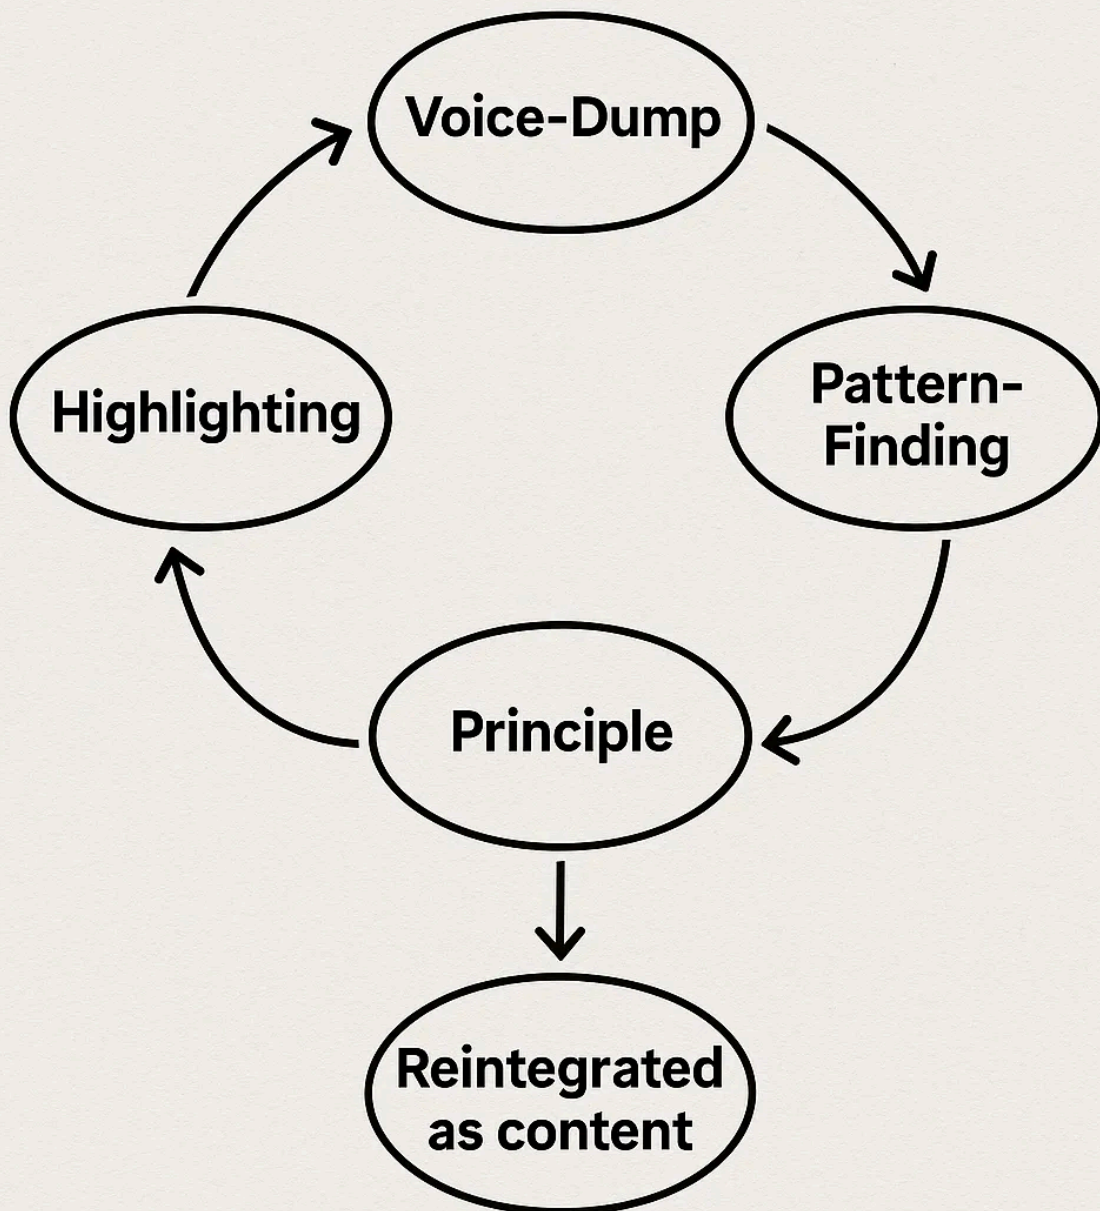 Voice-Dump
Highlighting
Pattern-
Finding
Principle
Reintegrated
as content